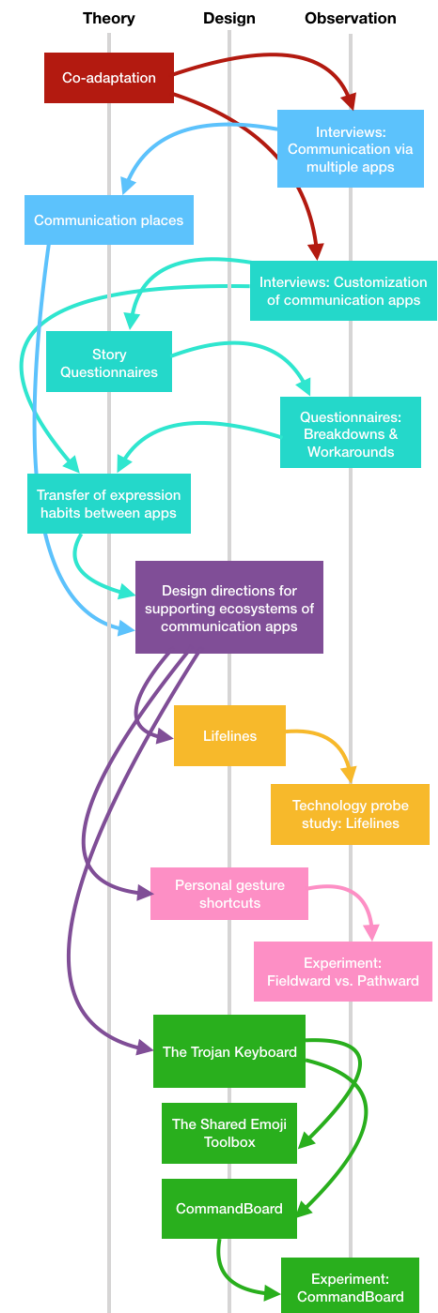 Theory Design Observation
Co-adaptation
Interviews:
Communication via
multiple apps
Communication places
Interviews: Customization
of communication apps
Story
Questionnaires
Questionnaires:
Breakdowns &
Workarounds
Transfer of expression
habits between apps
Design directions for
supporting ecosystems of
communication apps
Lifelines
Technology probe
study: Lifelines
Personal gesture
shortcuts
Experiment:
Fieldward vs. Pathward
The Trojan Keyboard
The Shared Emoji
Toolbox
CommandBoard
Experiment:
CommandBoard